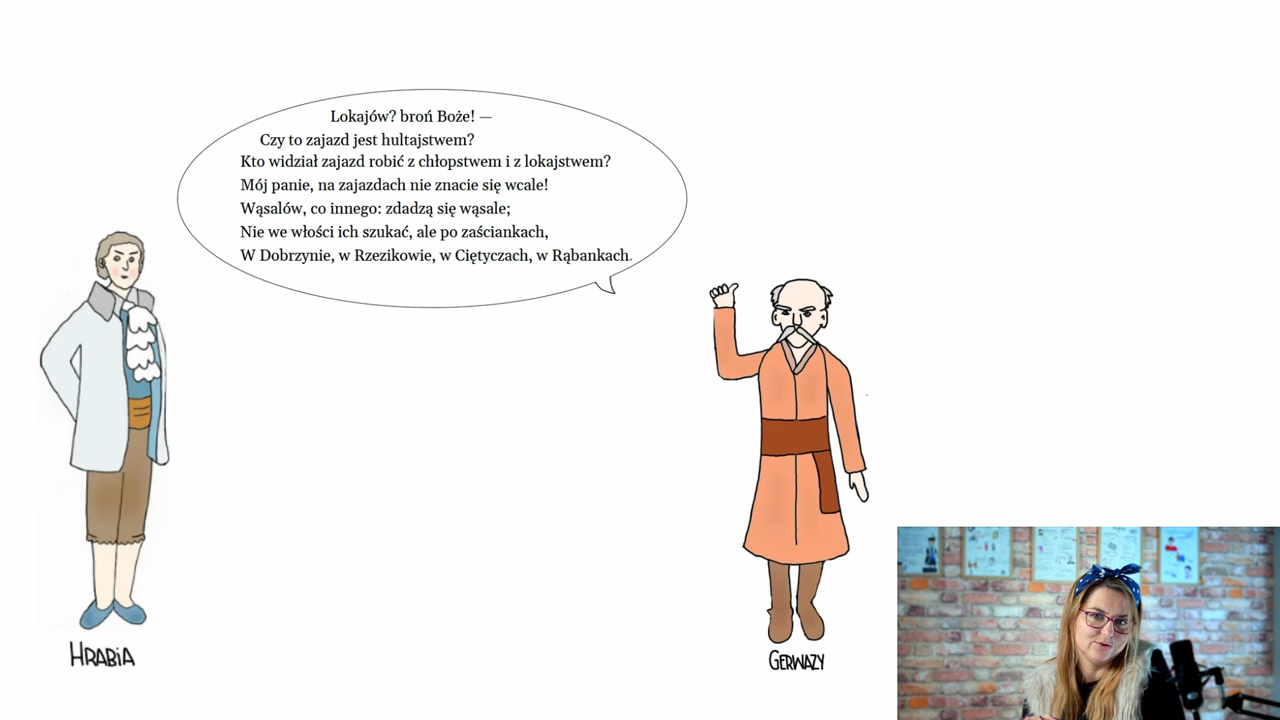 Lokajów? broń Boże! —
Czy to zajazd jest hultajstwem?
Kto widział zajazd robić z chłopstwem i z lokajstwem?
Mój panie, na zajazdach nie znacie się wcale!
Wąsalów, co innego: zdadzą się wąsale;
Nie we włości ich szukać, ale po zaściankach,
W Dobrzynie, w Rzezikowie, w Ciętyczach, w Rąbankach.
HRABIA
GERWAZY